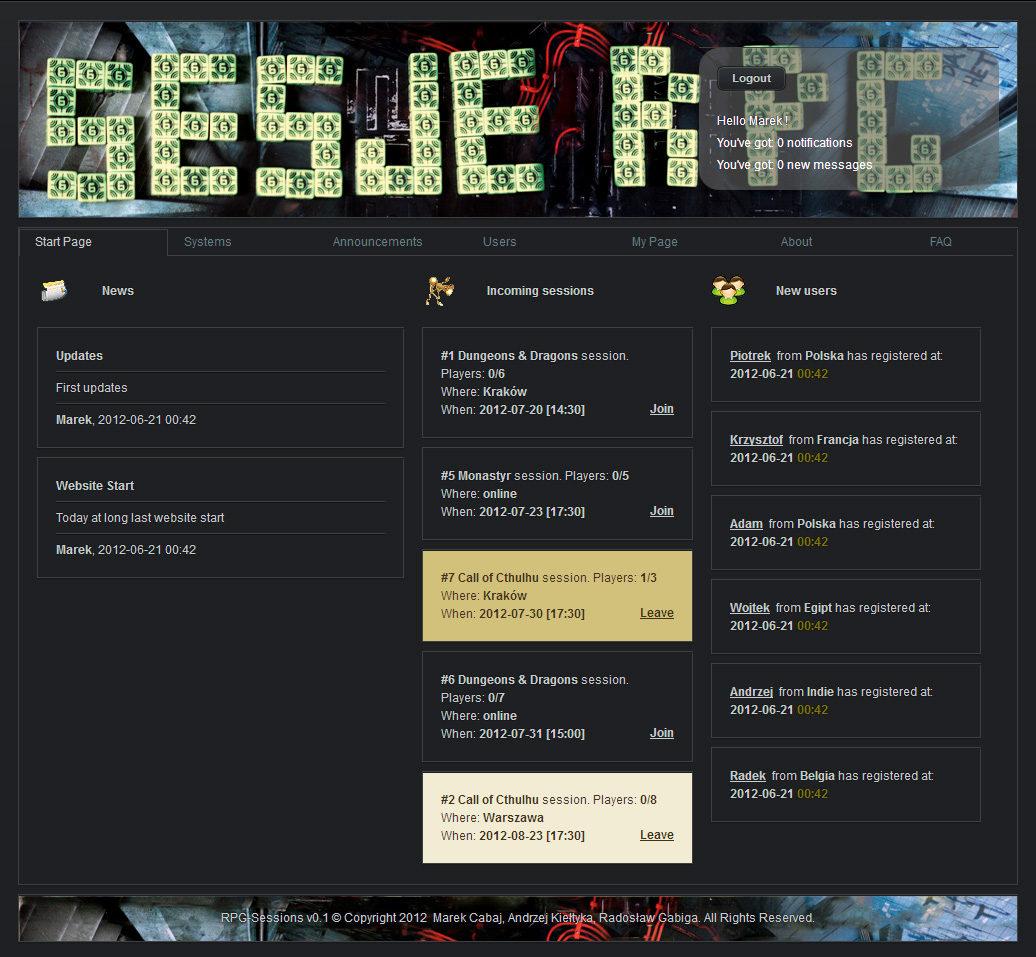 SESJE RPG
Logout
Hello Marek !
You've got: 0 notifications
You've got: 0 new messages
Start Page
Systems
Announcements
Users
My Page
About
FAQ
News
Updates
First updates
Marek, 2012-06-21 00:42
Website Start
Today at long last website start
Marek, 2012-06-21 00:42
Incoming sessions
#1 Dungeons & Dragons session.
Players: 0/6
Where: Kraków
When: 2012-07-20 [14:30]
Join
#5 Monastyr session. Players: 0/5
Where: online
When: 2012-07-23 [17:30]
Join
#7 Call of Cthulhu session. Players: 1/3
Where: Kraków
When: 2012-07-30 [17:30]
Leave
#6 Dungeons & Dragons session.
Players: 0/7
Where: online
When: 2012-07-31 [15:00]
Join
#2 Call of Cthulhu session. Players: 0/8
Where: Warszawa
When: 2012-08-23 [17:30]
Leave
New users
Piotrek from Polska has registered at:
2012-06-21 00:42
Krzysztof from Francja has registered at:
2012-06-21 00:42
Adam from Polska has registered at:
2012-06-21 00:42
Wojtek from Egipt has registered at:
2012-06-21 00:42
Andrzej from Indie has registered at:
2012-06-21 00:42
Radek from Belgia has registered at:
2012-06-21 00:42
RPG-Sessions v0.1 © Copyright 2012 Marek Cabaj, Andrzej Kiełtyka, Radosław Gabiga. All Rights Reserved.